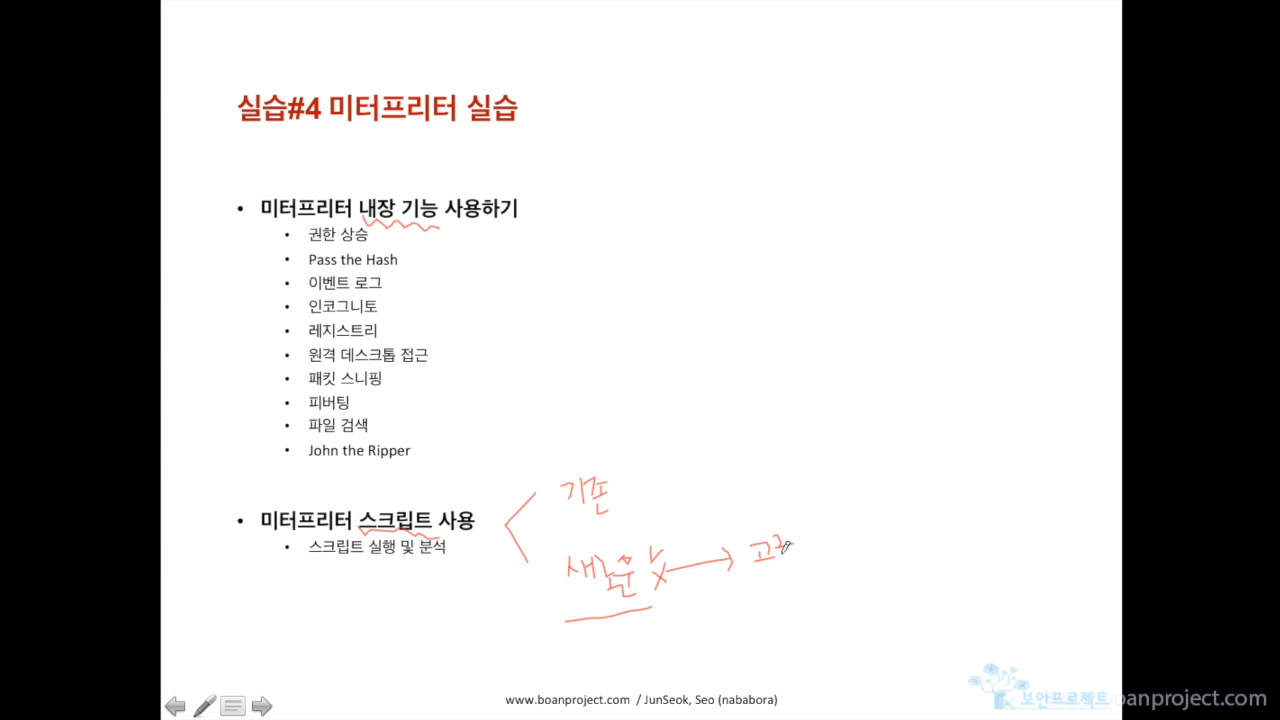 실습#4 미터프리터 실습
• 미터프리터 내장 기능 사용하기
• 권한 상승
• Pass the Hash
• 이벤트 로그
• 인코그니토
• 레지스트리
• 원격 데스크톱 접근
• 패킷 스니핑
• 피버팅
• 파일 검색
• John the Ripper
기존
• 미터프리터 스크립트 사용
• 스크립트 실행 및 분석
새로운
www.boanproject.com / JunSeok, Seo (nababora)
보안프로젝트 boanproject.com